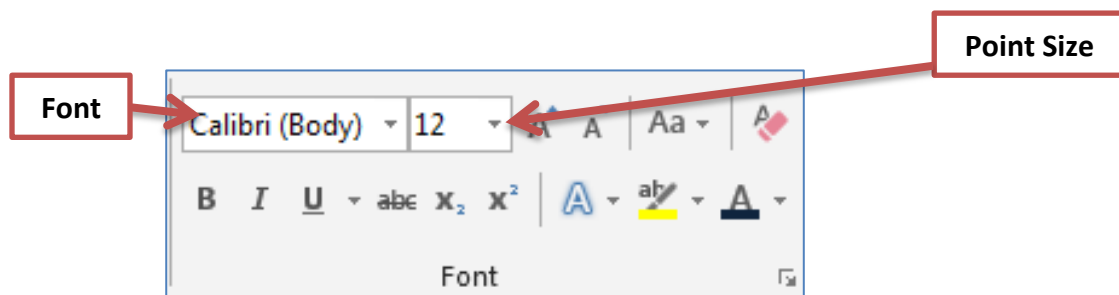 Point Size
Font
Calibri (Body) 12 A A Aa A
B I U abc x₂ x² A ab A
Font